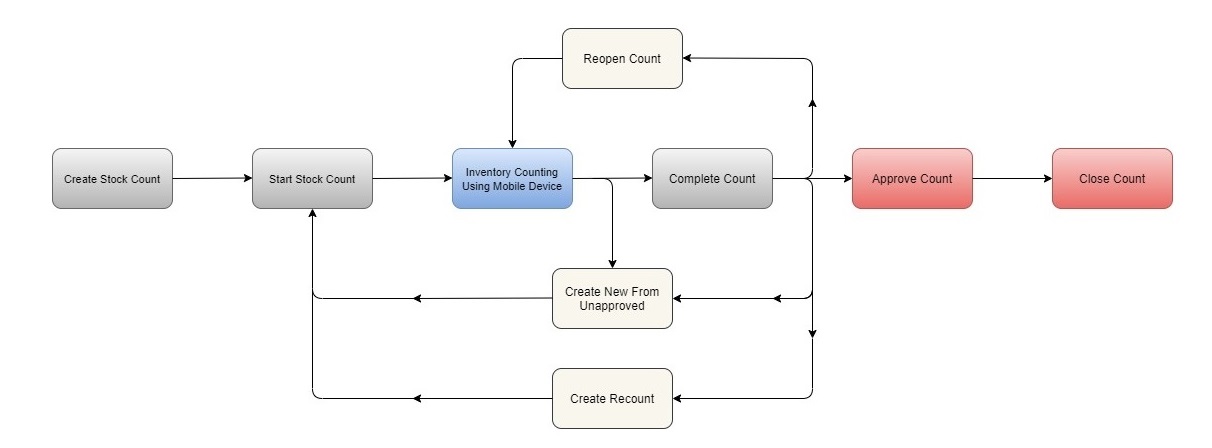 Reopen Count
Create Stock Count
Start Stock Count
Inventory Counting
Using Mobile Device
Complete Count
Approve Count
Close Count
Create New From
Unapproved
Create Recount